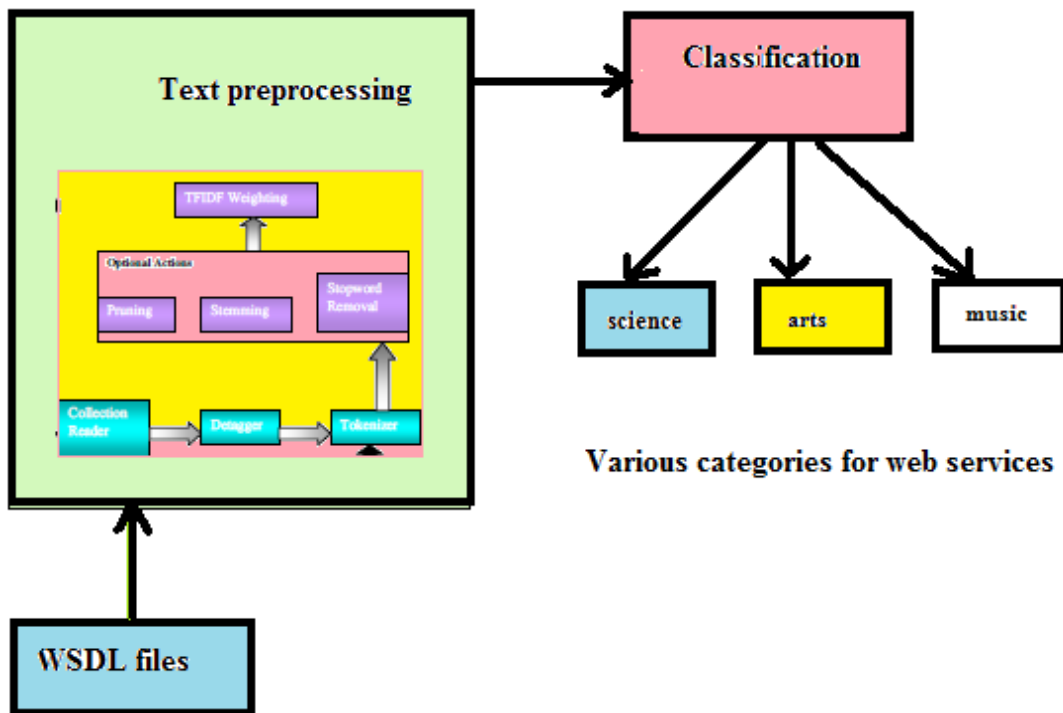 Text preprocessing
Classification
TFIDF Weighting
Optional Actions
Pruning
Stemming
Stopword
Removal
Collection
Reader
Detagger
Tokenizer
science
arts
music
Various categories for web services
WSDL files